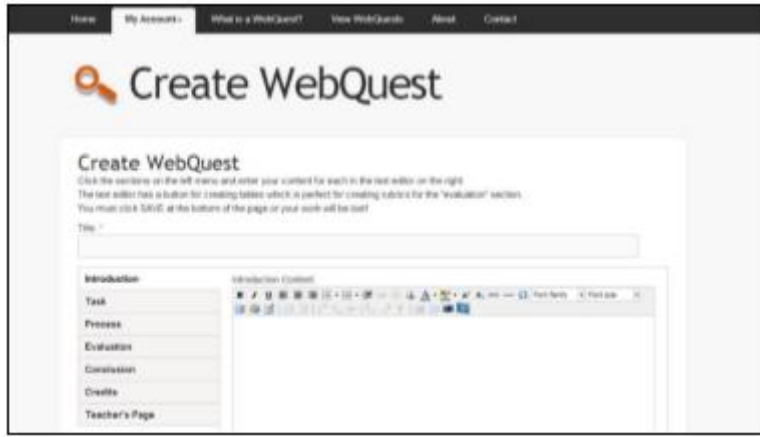 Home My Account What is a WebQuest? View WebQuests About Contact
Create WebQuest
Create WebQuest
Click the sections on the left menu and enter your content for each in the text editor on the right.
The text editor has a button for creating tables which is perfect for creating rubrics for the "evaluation" section.
You must click SAVE at the bottom of the page or your work will be lost!
Title: *
Introduction
Introduction Content:
Font family Font size
Task
Process
Evaluation
Conclusion
Credits
Teacher's Page